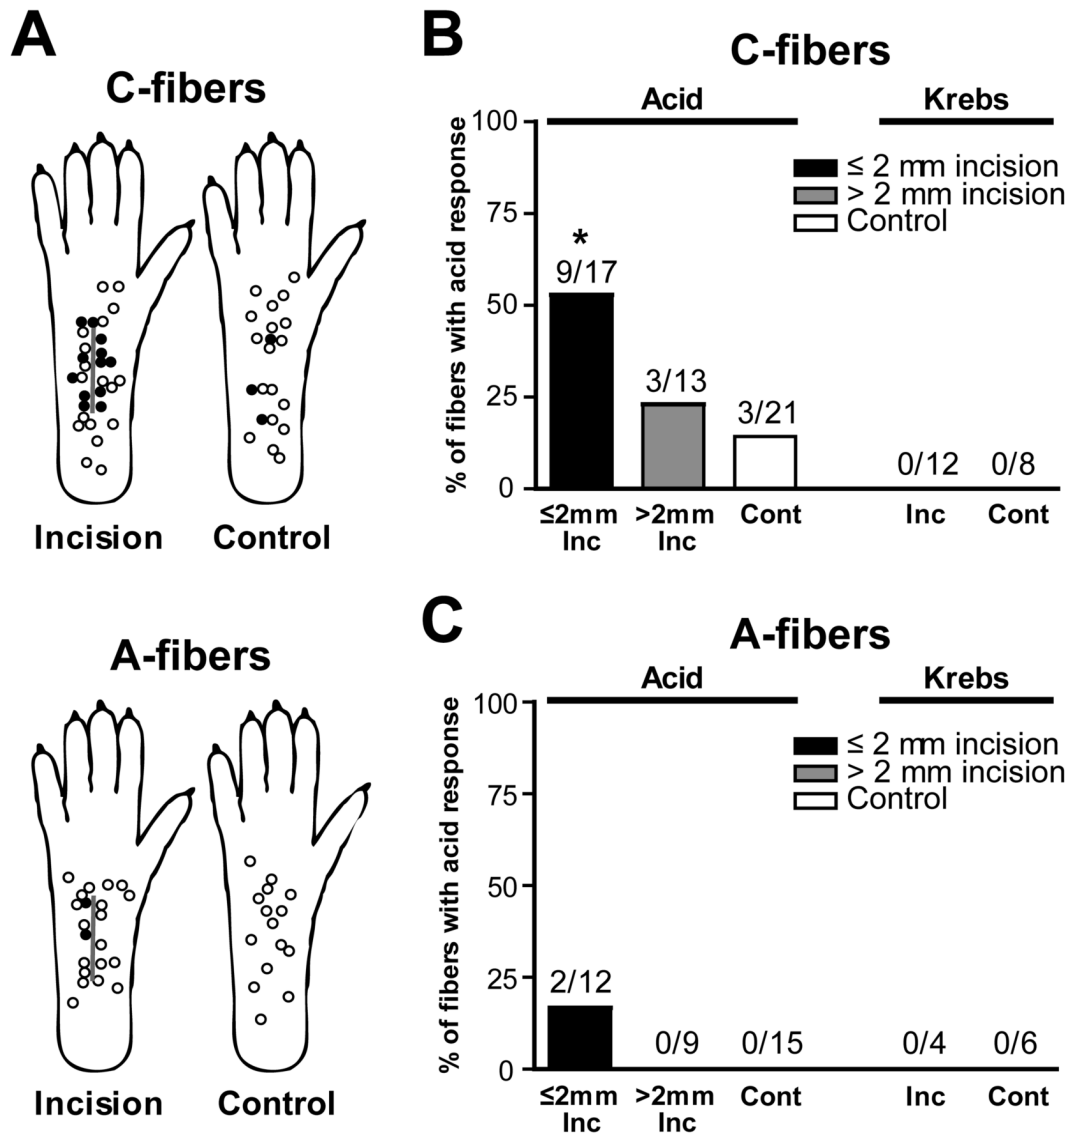 A
C-fibers
Incision
Control
A-fibers
Incision
Control
B
C-fibers
Acid
Krebs
% of fibers with acid response
100
75
50
25
0
≤ 2 mm incision
> 2 mm incision
Control
*
9/17
3/13
3/21
0/12
0/8
≤2mm
Inc
>2mm
Inc
Cont
Inc
Cont
C
A-fibers
Acid
Krebs
% of fibers with acid response
100
75
50
25
0
≤ 2 mm incision
> 2 mm incision
Control
2/12
0/9
0/15
0/4
0/6
≤2mm
Inc
>2mm
Inc
Cont
Inc
Cont